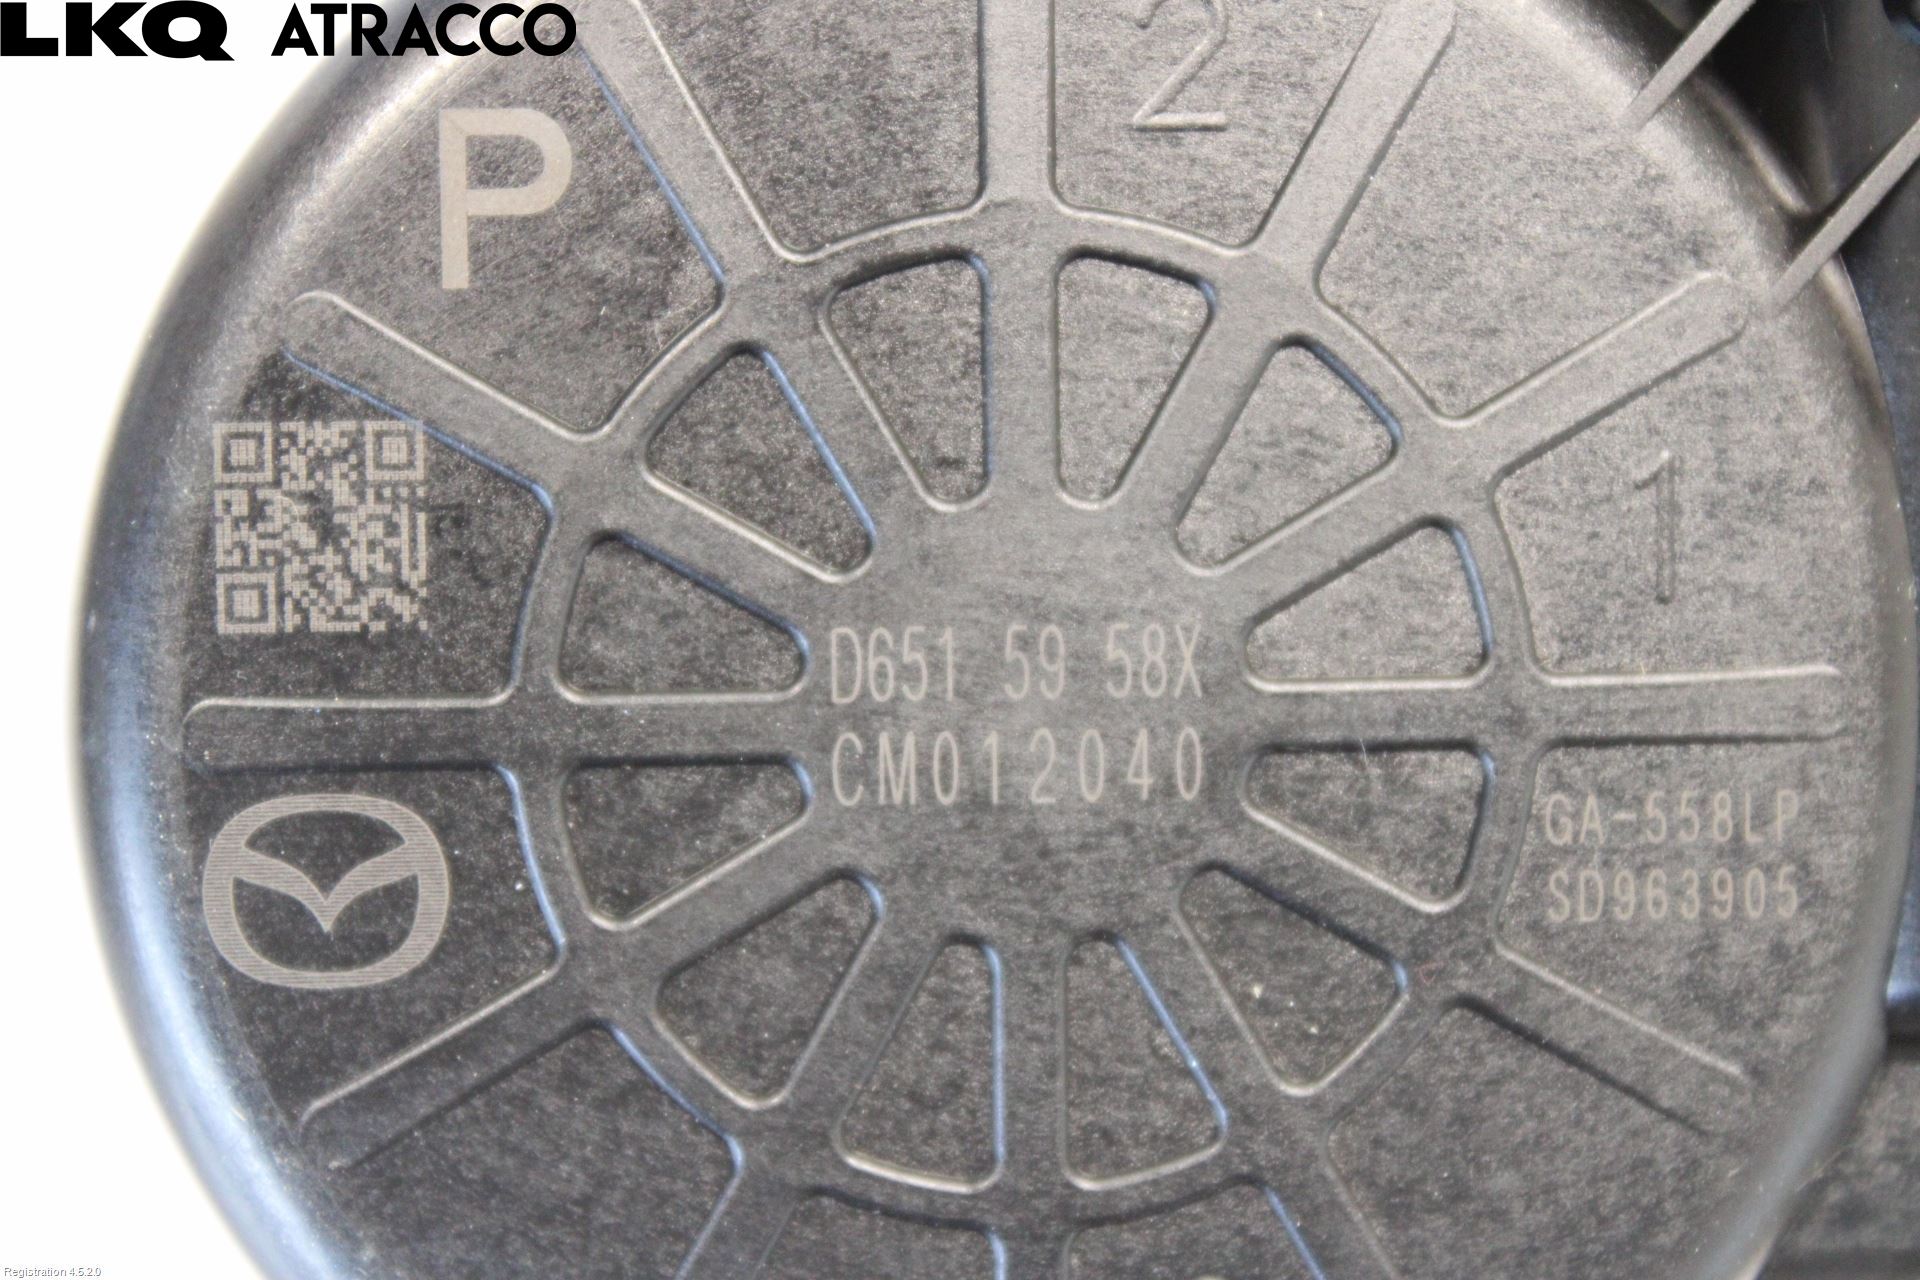 LKQ ATRACCO
2
P
1
D651 59 58X
CM012040
GA-558LP
SD963905
Registration 4.5.2.0